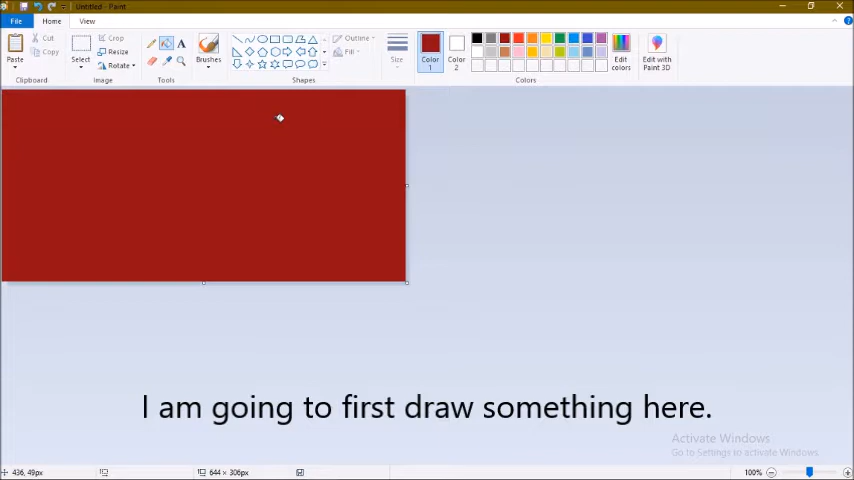 Untitled - Paint
File Home View
Cut
Copy
Paste
Clipboard
Select
Crop
Resize
Rotate
Image
Tools
Brushes
Outline
Fill
Shapes
Size
Color 1
Color 2
Edit colors
Colors
Edit with Paint 3D
I am going to first draw something here.
Activate Windows
Go to Settings to activate Windows.
436, 49px
644 × 306px
100%